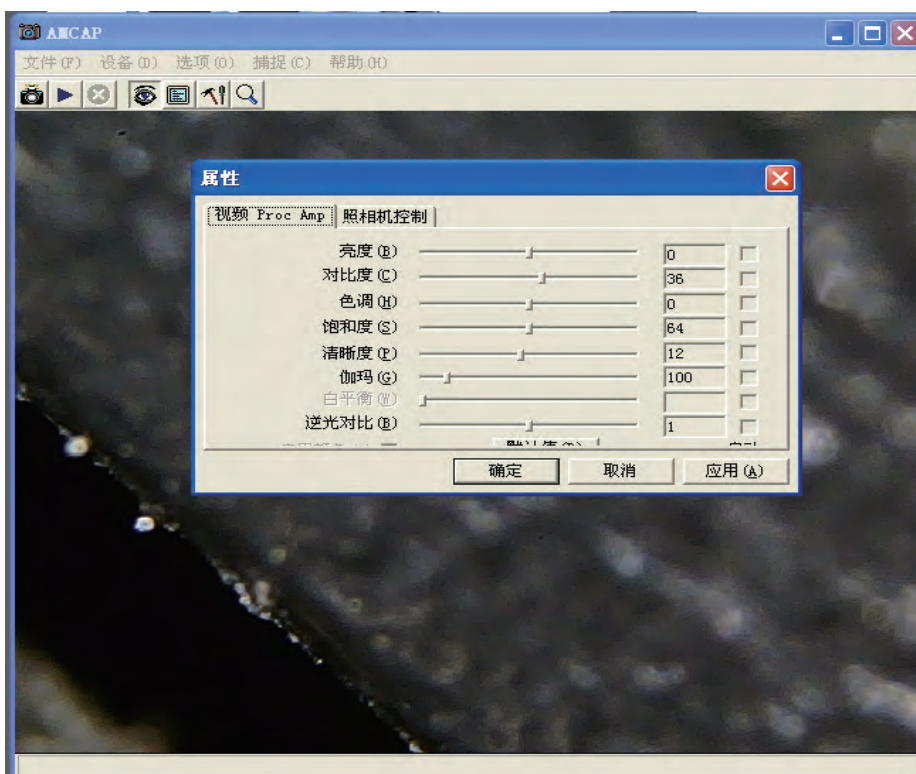 AMCAP
文件(F) 设备(D) 选项(O) 捕捉(C) 帮助(H)
属性
视频 Proc Amp 照相机控制
亮度(B) 0
对比度(C) 36
色调(H) 0
饱和度(S) 64
清晰度(P) 12
伽玛(G) 100
白平衡(W)
逆光对比(B) 1
确定 取消 应用(A)